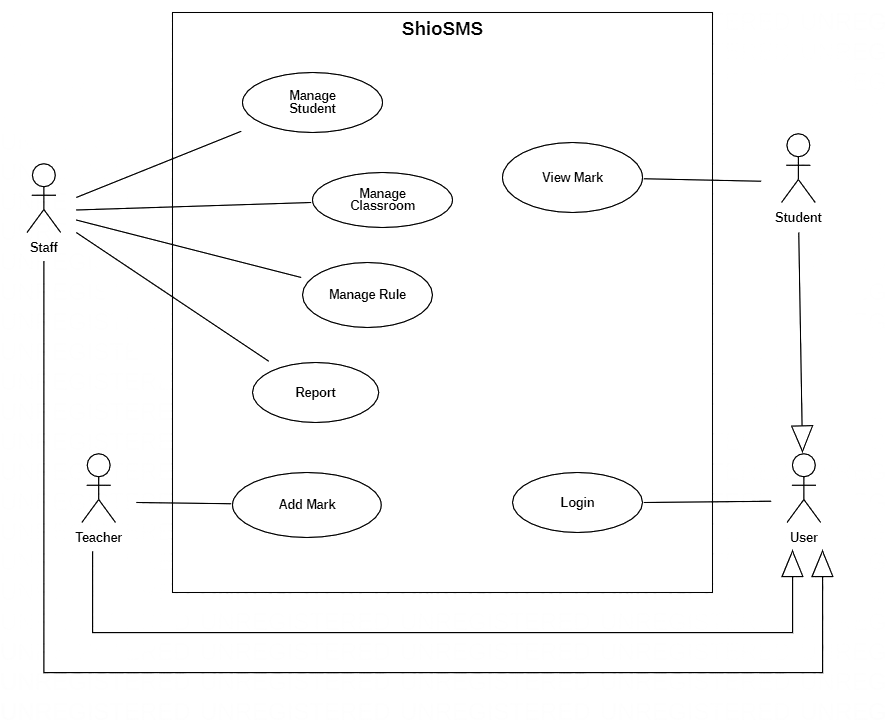 ShioSMS
Manage
Student
Manage
Classroom
View Mark
Student
Staff
Manage Rule
Report
Add Mark
Login
Teacher
User